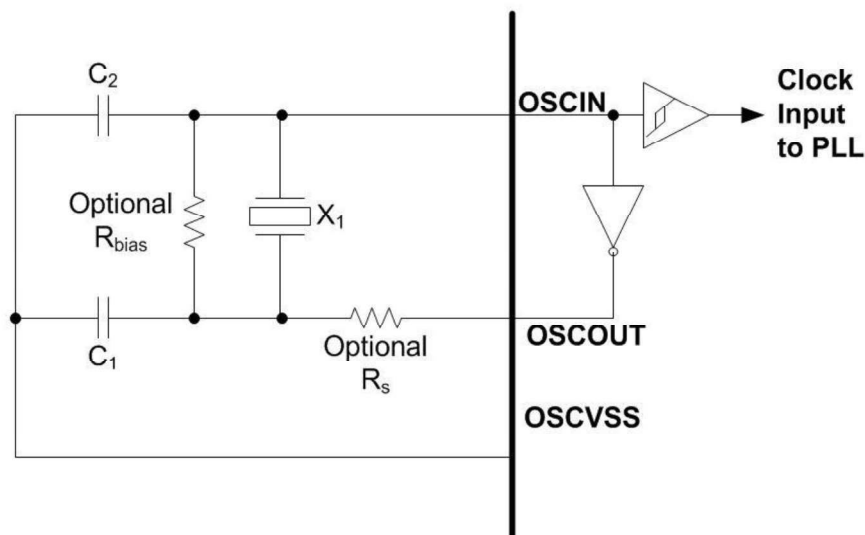 C2
OSCIN
Clock
Input
to PLL
Optional
Rbias
X1
C1
Optional
Rs
OSCOUT
OSCVSS